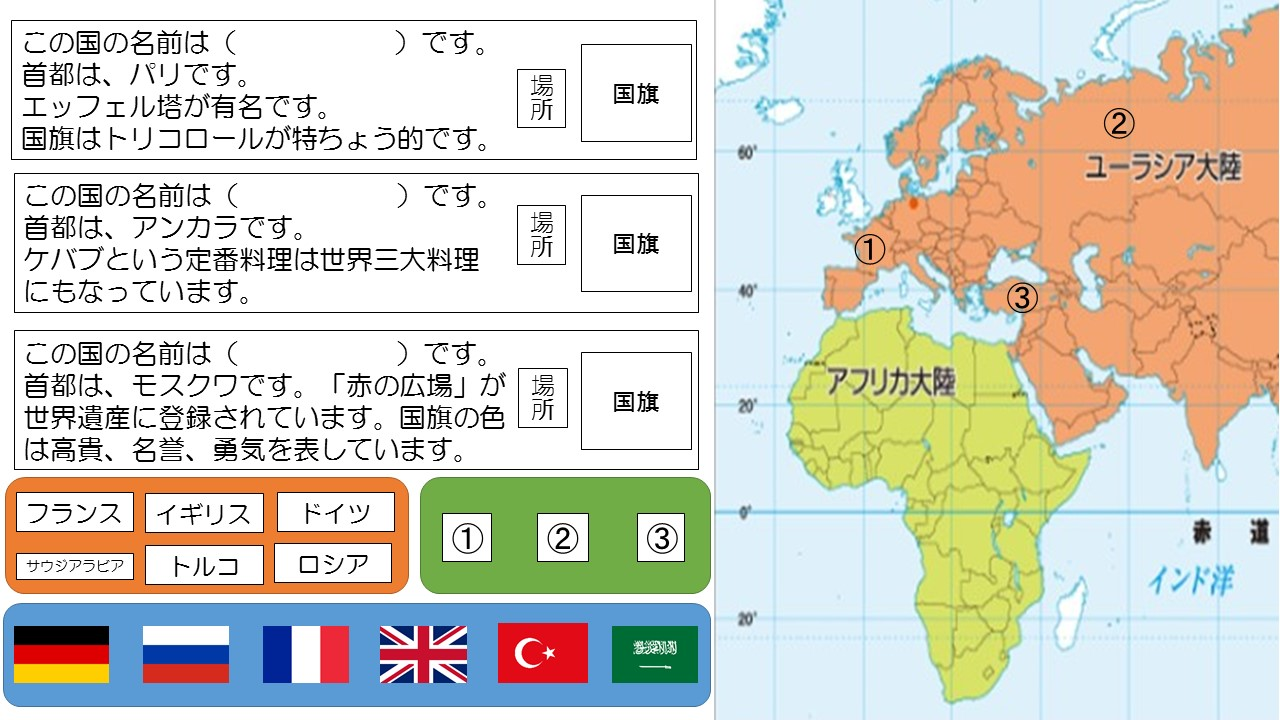 この国の名前は（　　　　　　）です。
首都は、パリです。
エッフェル塔が有名です。
国旗はトリコロールが特ちょう的です。
場所
国旗
この国の名前は（　　　　　　）です。
首都は、アンカラです。
ケバブという定番料理は世界三大料理
にもなっています。
場所
国旗
この国の名前は（　　　　　　）です。
首都は、モスクワです。「赤の広場」が
世界遺産に登録されています。国旗の色
は高貴、名誉、勇気を表しています。
場所
国旗
フランス
イギリス
ドイツ
サウジアラビア
トルコ
ロシア
①
②
③
②
60°
ユーラシア大陸
①
40°
③
アフリカ大陸
20°
0°
赤道
インド洋
20°